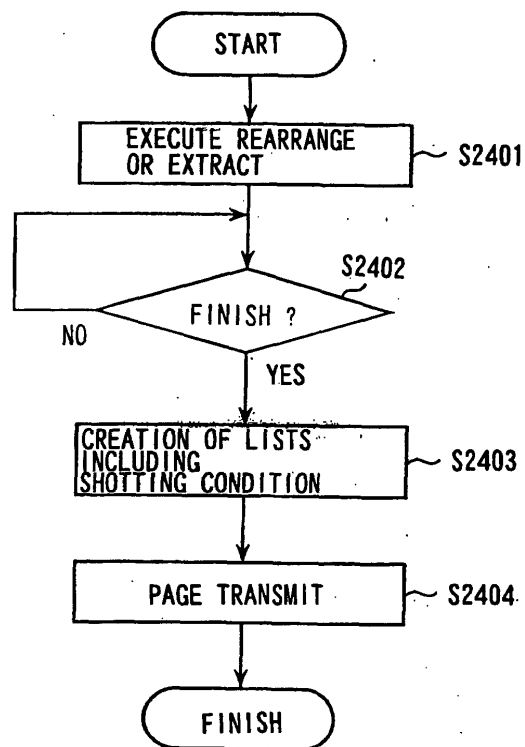 START
EXECUTE REARRANGE
OR EXTRACT
S2401
S2402
FINISH ?
NO
YES
CREATION OF LISTS
INCLUDING
SHOTTING CONDITION
S2403
PAGE TRANSMIT
S2404
FINISH